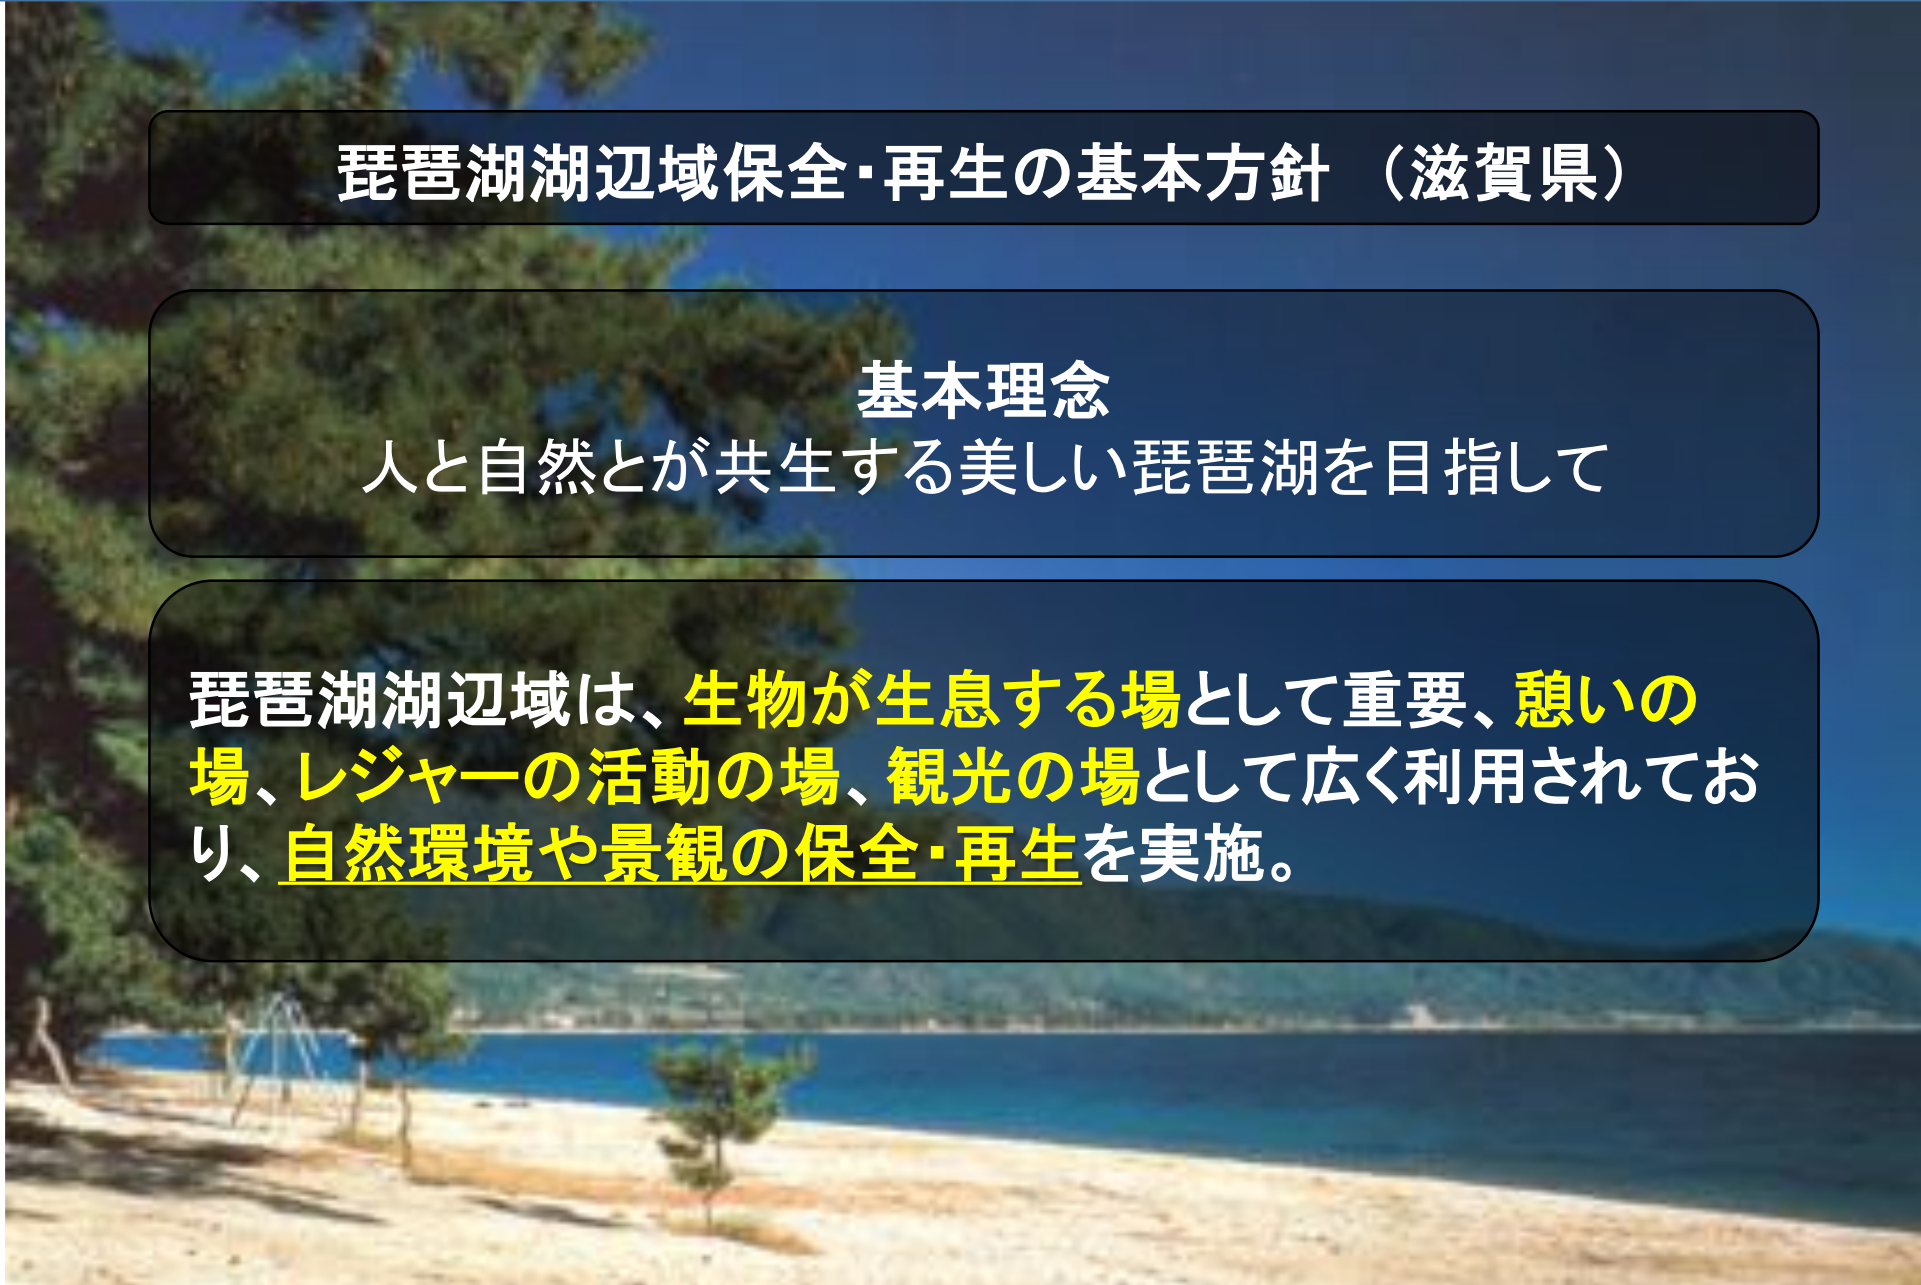 琵琶湖湖辺域保全・再生の基本方針 （滋賀県）
基本理念
人と自然とが共生する美しい琵琶湖を目指して
琵琶湖湖辺域は、生物が生息する場として重要、憩いの
場、レジャーの活動の場、観光の場として広く利用されてお
り、自然環境や景観の保全・再生を実施。